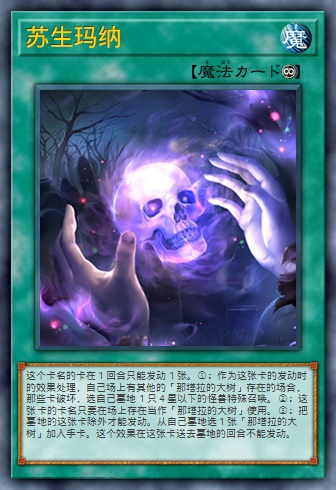 苏生玛纳
魔
【魔法カード】
这个卡名的卡在1回合只能发动1张。①：作为这张卡的发动时
的效果处理，自己场上有其他的「那塔拉的大树」存在的场合，
那些卡破坏，选自己墓地1只4星以下的怪兽特殊召唤。②：这
张卡的卡名只要在场上存在当作「那塔拉的大树」使用。③：把
墓地的这张卡除外才能发动。从自己墓地选1张「那塔拉的大
树」加入手卡。这个效果在这张卡送去墓地的回合不能发动。